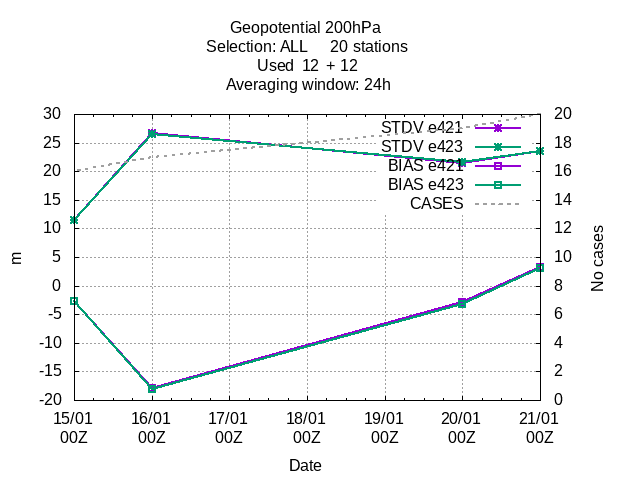 Geopotential 200hPa
Selection: ALL 20 stations
Used 12 + 12
Averaging window: 24h
30
25
20
15
10
5
0
-5
-10
-15
-20
m
20
18
16
14
12
10
8
6
4
2
0
No cases
STDV e421
STDV e423
BIAS e421
BIAS e423
CASES
15/01 16/01 17/01 18/01 19/01 20/01 21/01
00Z 00Z 00Z 00Z 00Z 00Z 00Z
Date